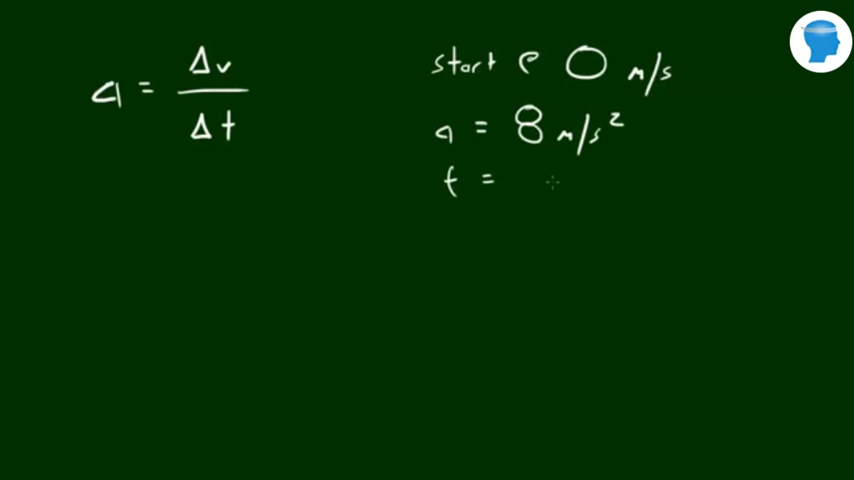 a = Δv / Δt
start @ 0 m/s
a = 8 m/s²
t =